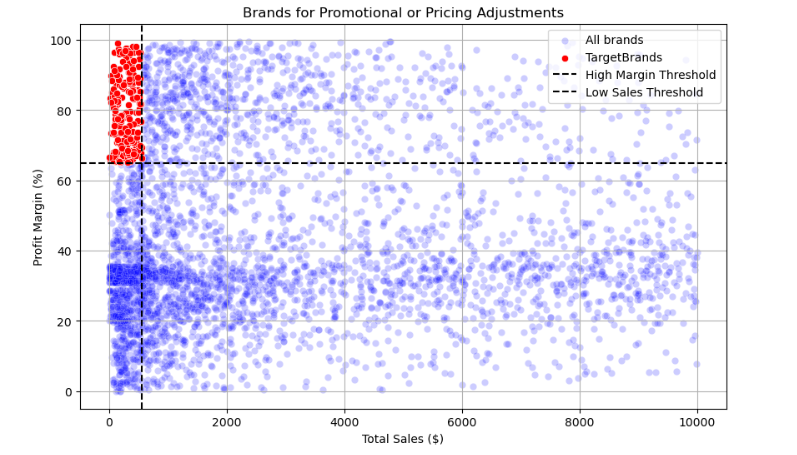 Brands for Promotional or Pricing Adjustments
All brands
TargetBrands
High Margin Threshold
Low Sales Threshold
Profit Margin (%)
100
80
60
40
20
0
0 2000 4000 6000 8000 10000
Total Sales ($)